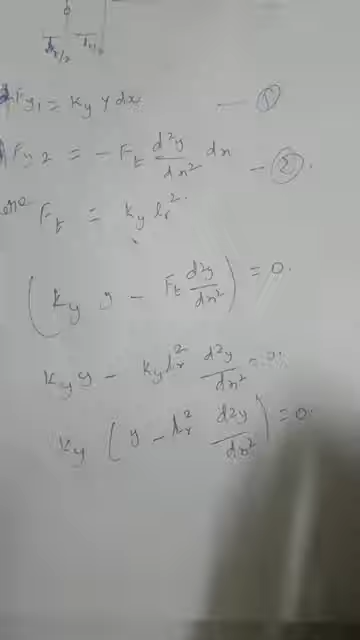 Fy1 = Ky y dx — ①
Fy2 = - Ft d²y/dx² dx — ②.
Ft = Ky lr².
(Ky y - Ft d²y/dx²) = 0.
Ky y - Ky lr² d²y/dx² = 0.
Ky (y - lr² d²y/dx²) = 0.